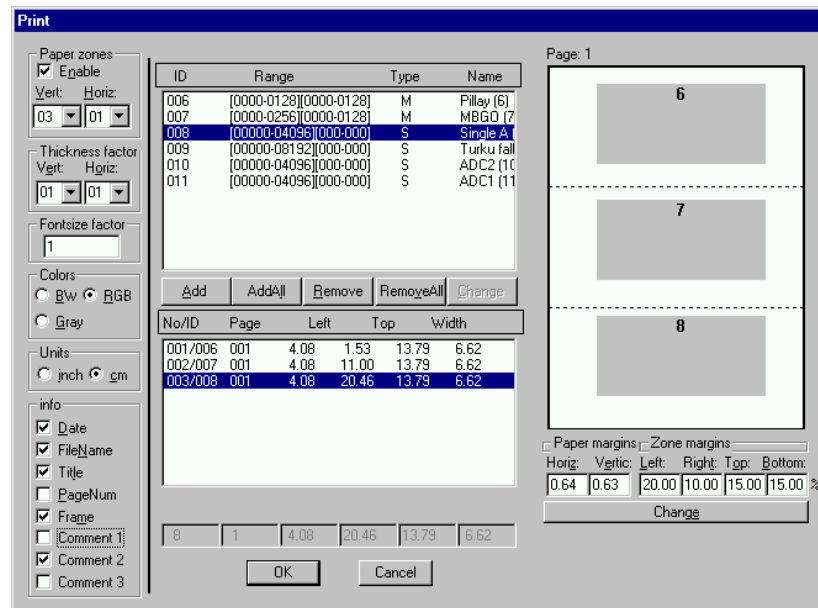 Print
Paper zones
Enable
Vert: Horiz:
03 01
Thickness factor
Vert: Horiz:
01 01
Fontsize factor
1
Colors
BW RGB
Gray
Units
inch cm
info
Date
FileName
Title
PageNum
Frame
Comment 1
Comment 2
Comment 3
ID Range Type Name
006 [0000-0128][0000-0128] M Pillay (6)
007 [0000-0256][0000-0128] M MBGO (7
008 [00000-04096][000-000] S Single A (
009 [00000-08192][000-000] S Turku fall
010 [00000-04096][000-000] S ADC2 (10
011 [00000-04096][000-000] S ADC1 (11
Add AddAll Remove RemoveAll Change
No/ID Page Left Top Width
001/006 001 4.08 1.53 13.79 6.62
002/007 001 4.08 11.00 13.79 6.62
003/008 001 4.08 20.46 13.79 6.62
8 1 4.08 20.46 13.79 6.62
OK Cancel
Page: 1
6
7
8
Paper margins Zone margins
Horiz: Vertic: Left: Right: Top: Bottom:
0.64 0.63 20.00 10.00 15.00 15.00 %
Change